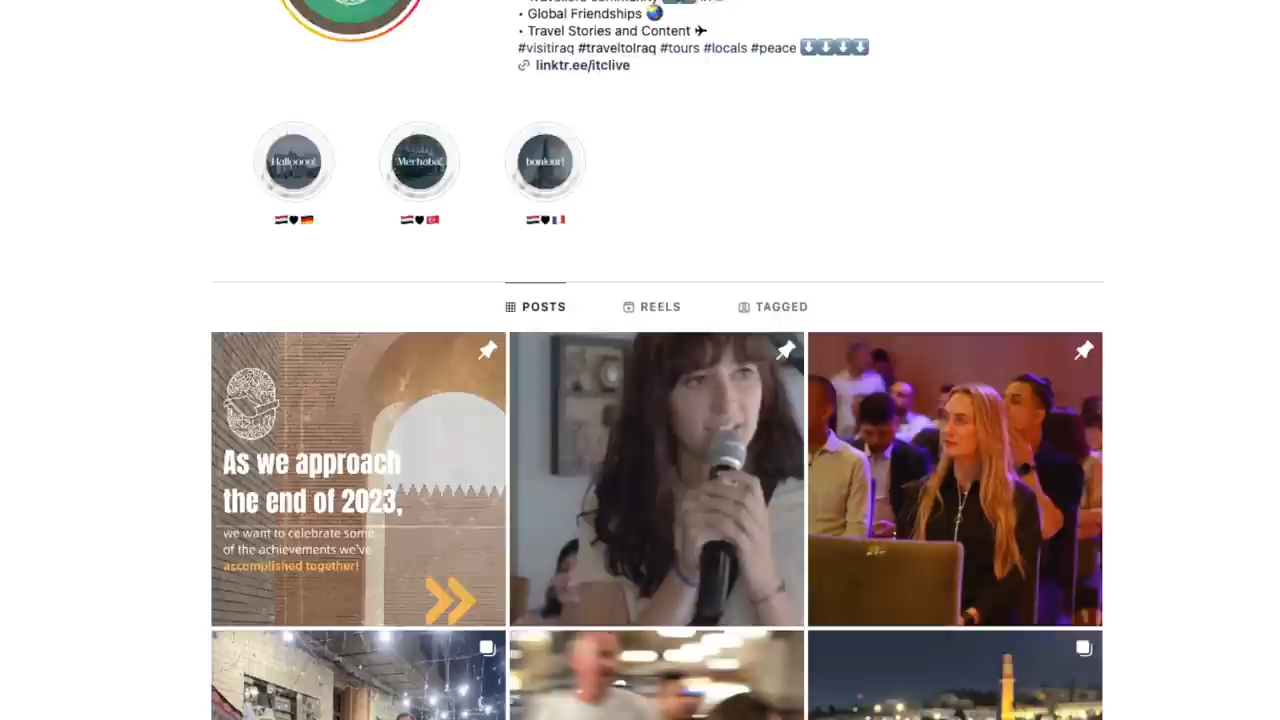 • Global Friendships 🌍
• Travel Stories and Content ✈
#visitiraq #traveltoIraq #tours #locals #peace ⬇️⬇️⬇️⬇️
linktr.ee/itclive
Halloooo! Merhaba! bonjour!
🇮🇶🖤🇩🇪 🇮🇶🖤🇹🇷 🇮🇶🖤🇫🇷
POSTS REELS TAGGED
As we approach
the end of 2023,
we want to celebrate some
of the achievements we've
accomplished together!